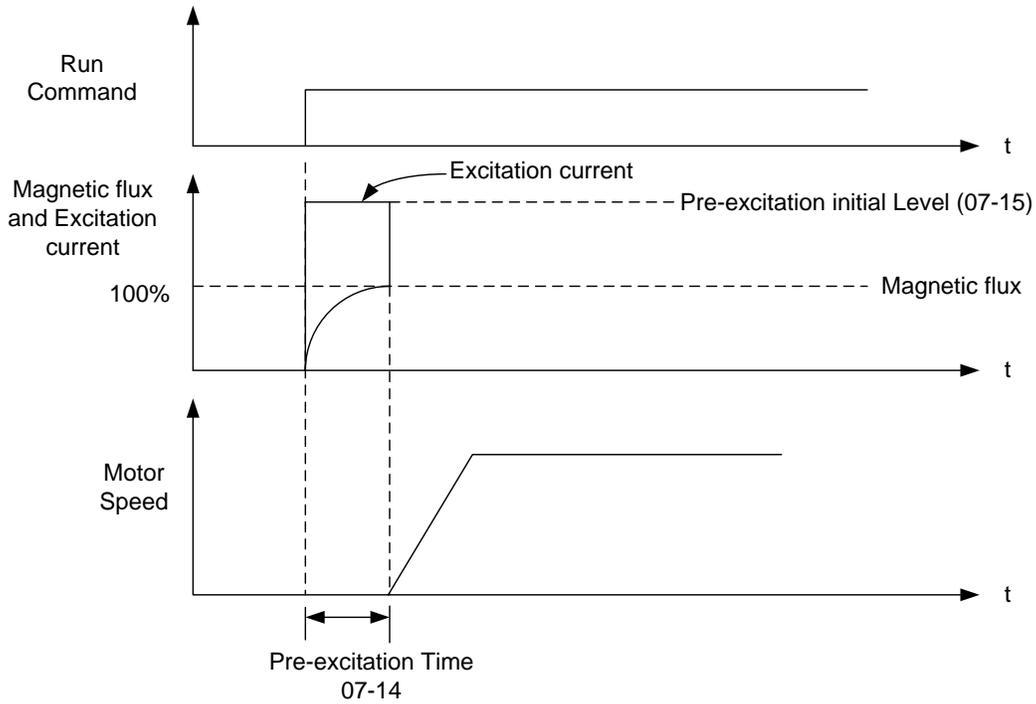 Run
Command
t
Excitation current
Magnetic flux
and Excitation
current
Pre-excitation initial Level (07-15)
100%
Magnetic flux
t
Motor
Speed
t
Pre-excitation Time
07-14